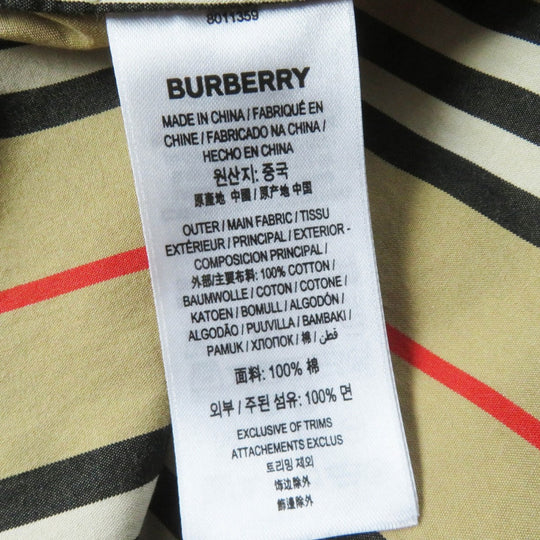 8011359
BURBERRY
MADE IN CHINA / FABRIQUÉ EN
CHINE / FABRICADO NA CHINA /
HECHO EN CHINA
원산지: 중국
原產地 中國 / 原产地 中国
OUTER / MAIN FABRIC / TISSU
EXTÉRIEUR / PRINCIPAL / EXTERIOR -
COMPOSICIÓN PRINCIPAL /
外部/主要布料: 100% COTTON /
BAUMWOLLE / COTON / COTONE /
KATOEN / BOMULL / ALGODÓN /
ALGODÃO / PUUVILLA / BAMBAKI /
PAMUK / ХЛОПОК / 棉 / قطن
面料: 100% 棉
외부 / 주된 섬유: 100% 면
EXCLUSIVE OF TRIMS
ATTACHEMENTS EXCLUS
트리밍 제외
饰边除外
飾邊除外